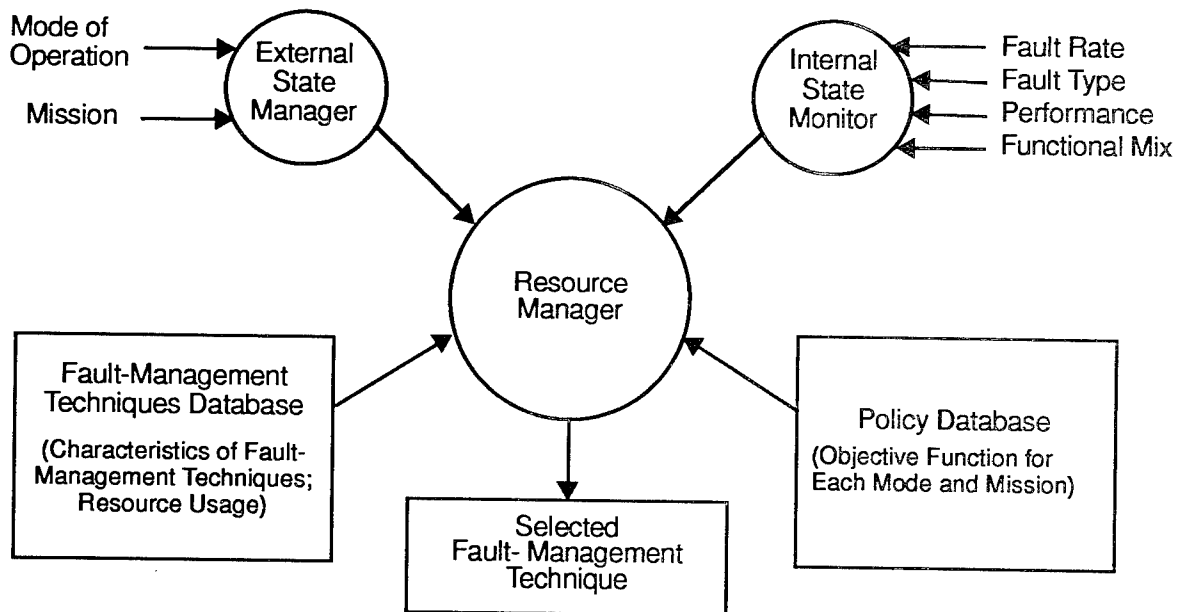 Mode of
Operation
Mission
External
State
Manager
Internal
State
Monitor
Fault Rate
Fault Type
Performance
Functional Mix
Resource
Manager
Fault-Management
Techniques Database
(Characteristics of Fault-
Management Techniques;
Resource Usage)
Policy Database
(Objective Function for
Each Mode and Mission)
Selected
Fault- Management
Technique